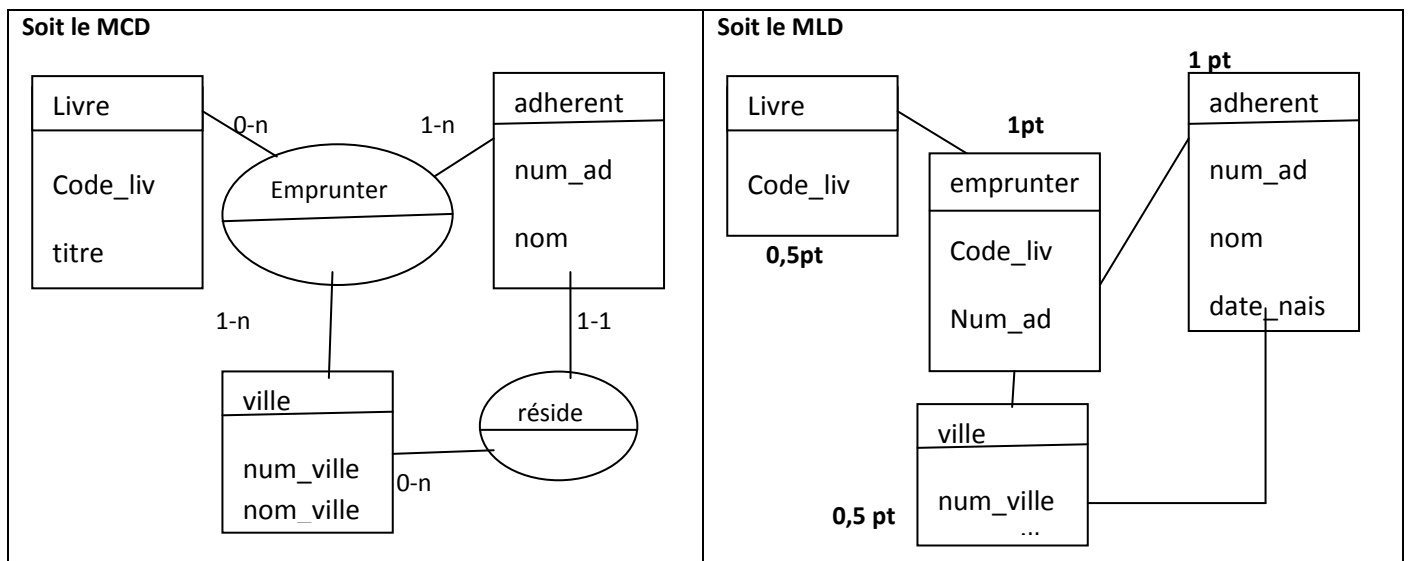 Soit le MCD
Livre
Code_liv
titre
0-n
Emprunter
1-n
adherent
num_ad
nom
1-n
1-1
ville
num_ville
nom_ville
0-n
réside
Soit le MLD
Livre
Code_liv
0,5pt
1pt
emprunter
Code_liv
Num_ad
1 pt
adherent
num_ad
nom
date_nais
ville
num_ville
...
0,5 pt